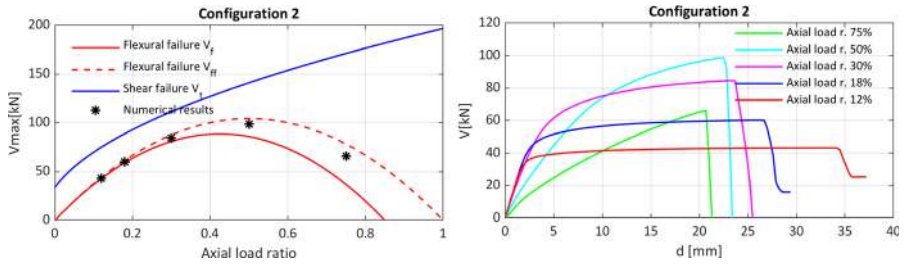 Configuration 2
Flexural failure V_f
Flexural failure V_ff
Shear failure V_1
Numerical results
Vmax[kN]
200
150
100
50
0
0 0.2 0.4 0.6 0.8 1
Axial load ratio
Configuration 2
Axial load r. 75%
Axial load r. 50%
Axial load r. 30%
Axial load r. 18%
Axial load r. 12%
V[kN]
120
100
80
60
40
20
0
0 5 10 15 20 25 30 35 40
d [mm]